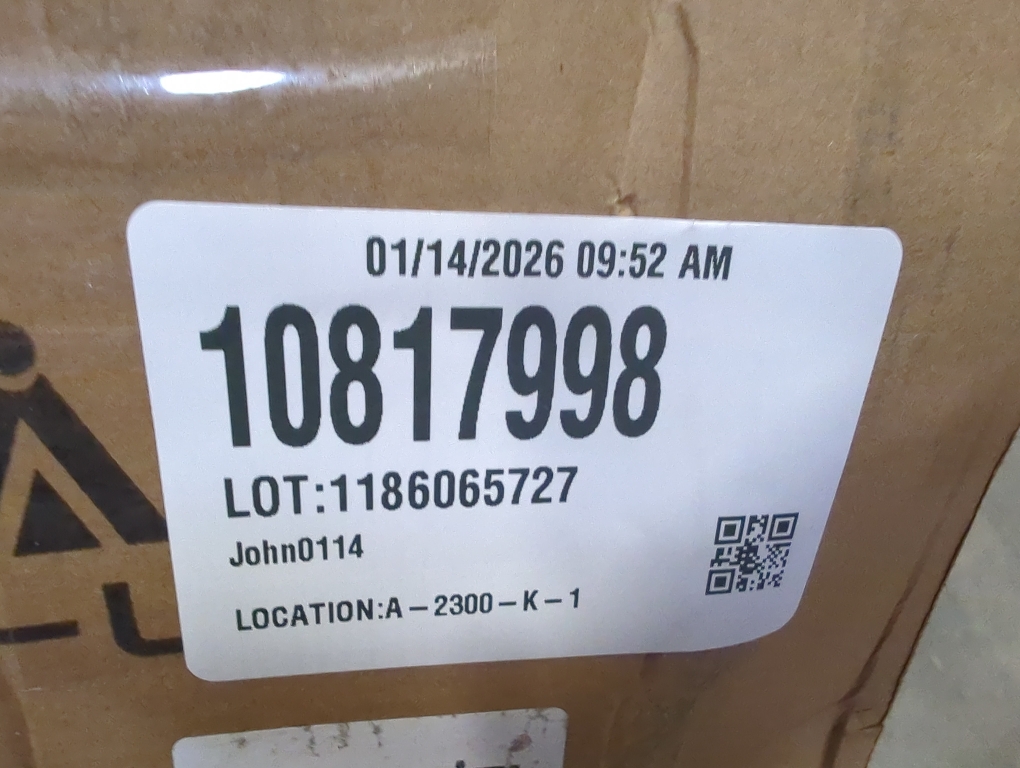 01/14/2026 09:52 AM
10817998
LOT:1186065727
John0114
LOCATION:A-2300-K-1